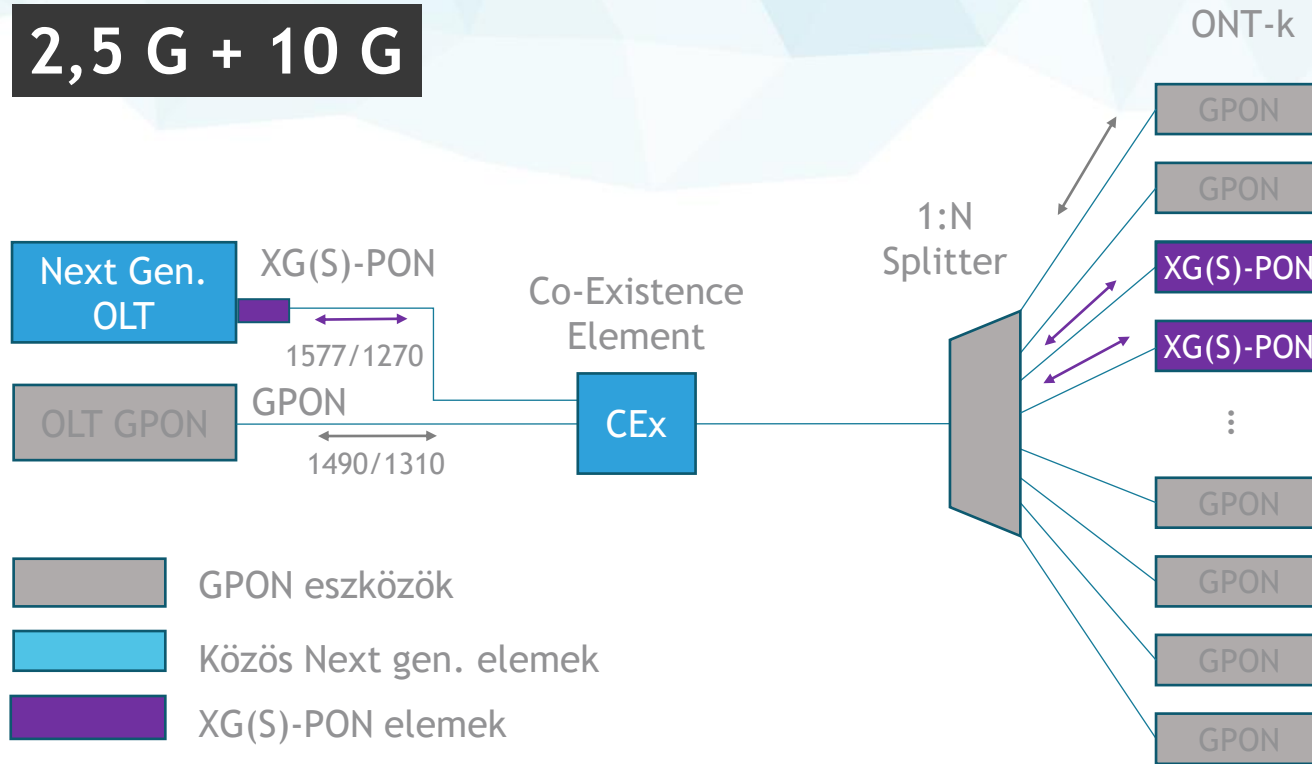 2,5 G + 10 G
ONT-k
GPON
GPON
XG(S)-PON
XG(S)-PON
⋮
GPON
GPON
GPON
GPON
1:N
Splitter
Next Gen.
OLT
XG(S)-PON
1577/1270
Co-Existence
Element
OLT GPON
GPON
1490/1310
CEx
GPON eszközök
Közös Next gen. elemek
XG(S)-PON elemek